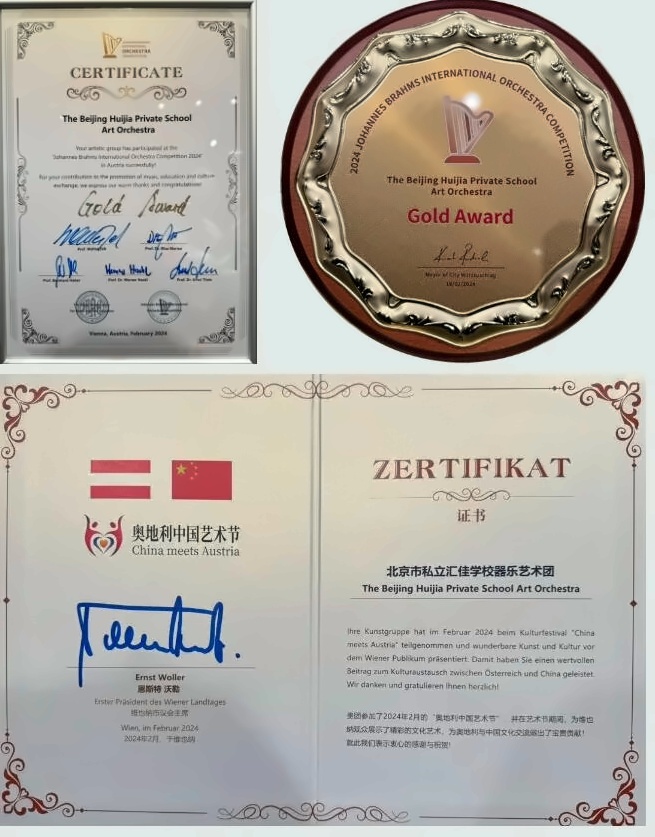 ORCHESTRA
CERTIFICATE
The Beijing Huijia Private School
Art Orchestra
Your artistic group has participated at the
"Johannes Brahms International Orchestra Competition 2024"
in Austria successfully!
For your contribution to the promotion of music, education and culture
exchange, we express our warm thanks and congratulations!
Gold Award
Vienna, Austria, February 2024
2024 JOHANNES BRAHMS INTERNATIONAL ORCHESTRA COMPETITION
The Beijing Huijia Private School
Art Orchestra
Gold Award
Mayor of City Mürzzuschlag
奥地利中国艺术节
China meets Austria
Ernst Woller
恩斯特 沃勒
Erster Präsident des Wiener Landtages
维也纳市议会主席
Wien, im Februar 2024
2024年2月，于维也纳
ZERTIFIKAT
证书
北京市私立汇佳学校器乐艺术团
The Beijing Huijia Private School Art Orchestra
Ihre Kunstgruppe hat im Februar 2024 beim Kulturfestival "China
meets Austria" teilgenommen und wunderbare Kunst und Kultur vor
dem Wiener Publikum präsentiert. Damit haben Sie einen wertvollen
Beitrag zum Kulturaustausch zwischen Österreich und China geleistet.
Wir danken und gratulieren Ihnen herzlich!
贵团参加了2024年2月的"奥地利中国艺术节" 并在艺术节期间，为维也
纳观众展示了精彩的文化艺术，为奥地利与中国文化交流做出了宝贵贡献！
就此我们表示衷心的感谢与祝贺！